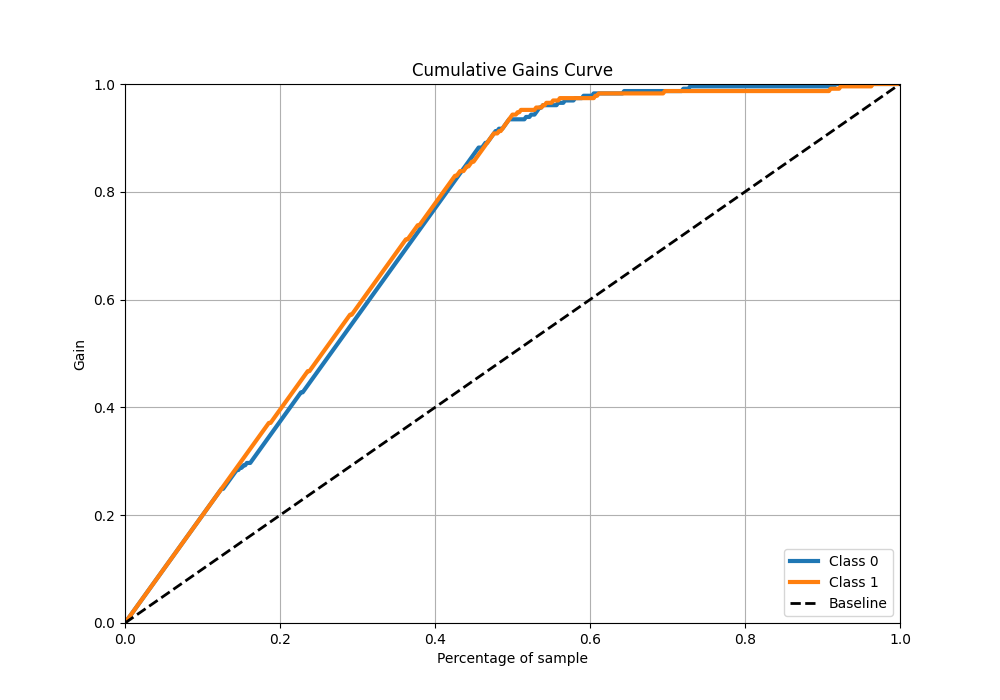 Cumulative Gains Curve
1.0
0.8
0.6
0.4
0.2
0.0
Gain
0.0 0.2 0.4 0.6 0.8 1.0
Percentage of sample
Class 0
Class 1
Baseline